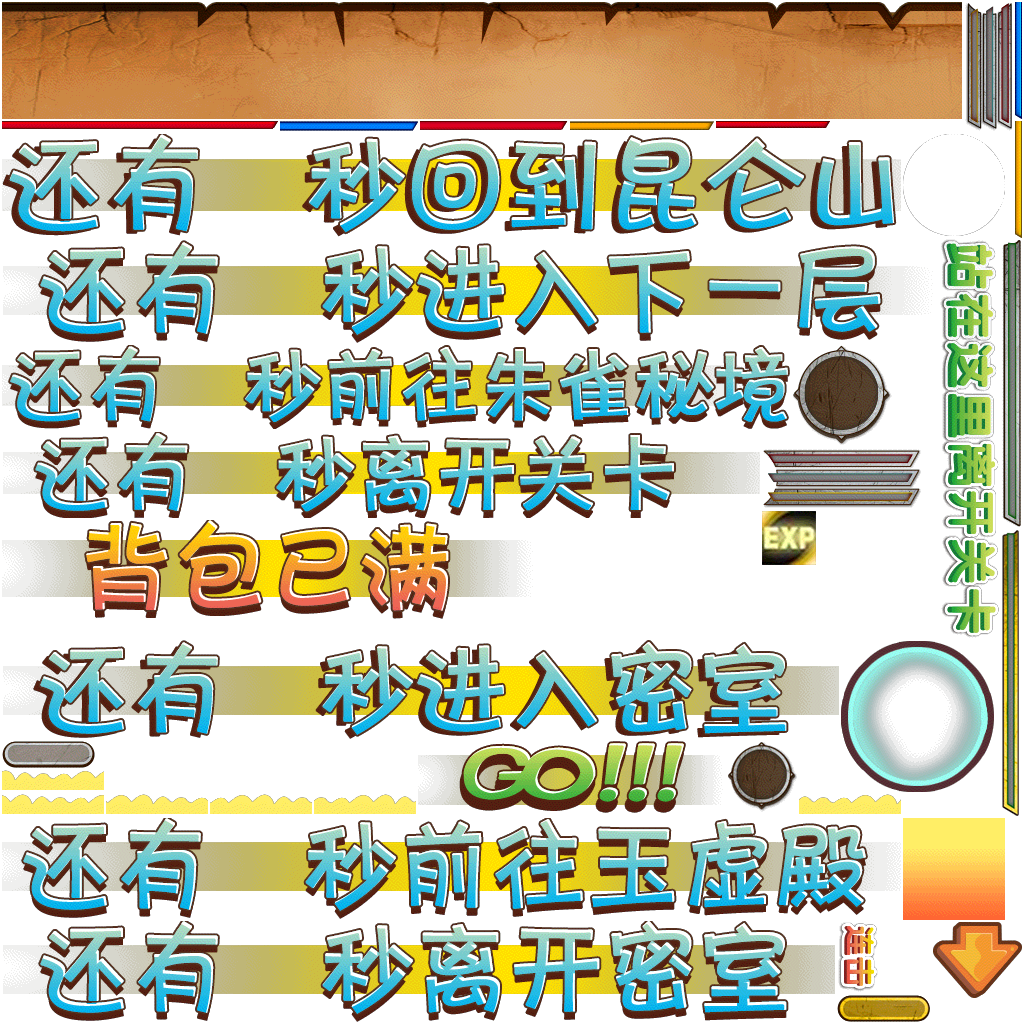 还有 秒回到昆仑山
还有 秒进入下一层
还有 秒前往朱雀秘境
还有 秒离开关卡
EXP
背包已满
站在这里离开关卡
还有 秒进入密室
GO!!!
还有 秒前往玉虚殿
还有 秒离开密室
连击